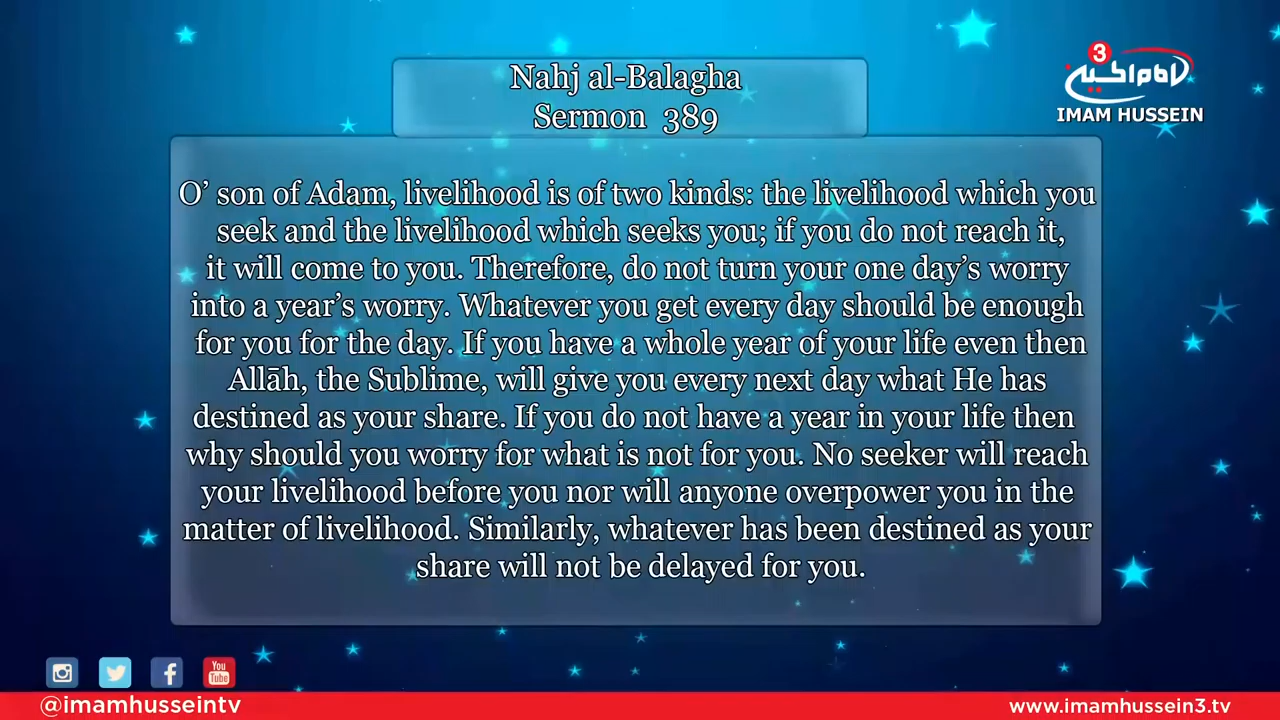 Nahj al-Balagha
Sermon 389
3
الإمام الحسين
IMAM HUSSEIN
O’ son of Adam, livelihood is of two kinds: the livelihood which you
seek and the livelihood which seeks you; if you do not reach it,
it will come to you. Therefore, do not turn your one day’s worry
into a year’s worry. Whatever you get every day should be enough
for you for the day. If you have a whole year of your life even then
Allāh, the Sublime, will give you every next day what He has
destined as your share. If you do not have a year in your life then
why should you worry for what is not for you. No seeker will reach
your livelihood before you nor will anyone overpower you in the
matter of livelihood. Similarly, whatever has been destined as your
share will not be delayed for you.
You Tube
@imamhusseintv
www.imamhussein3.tv